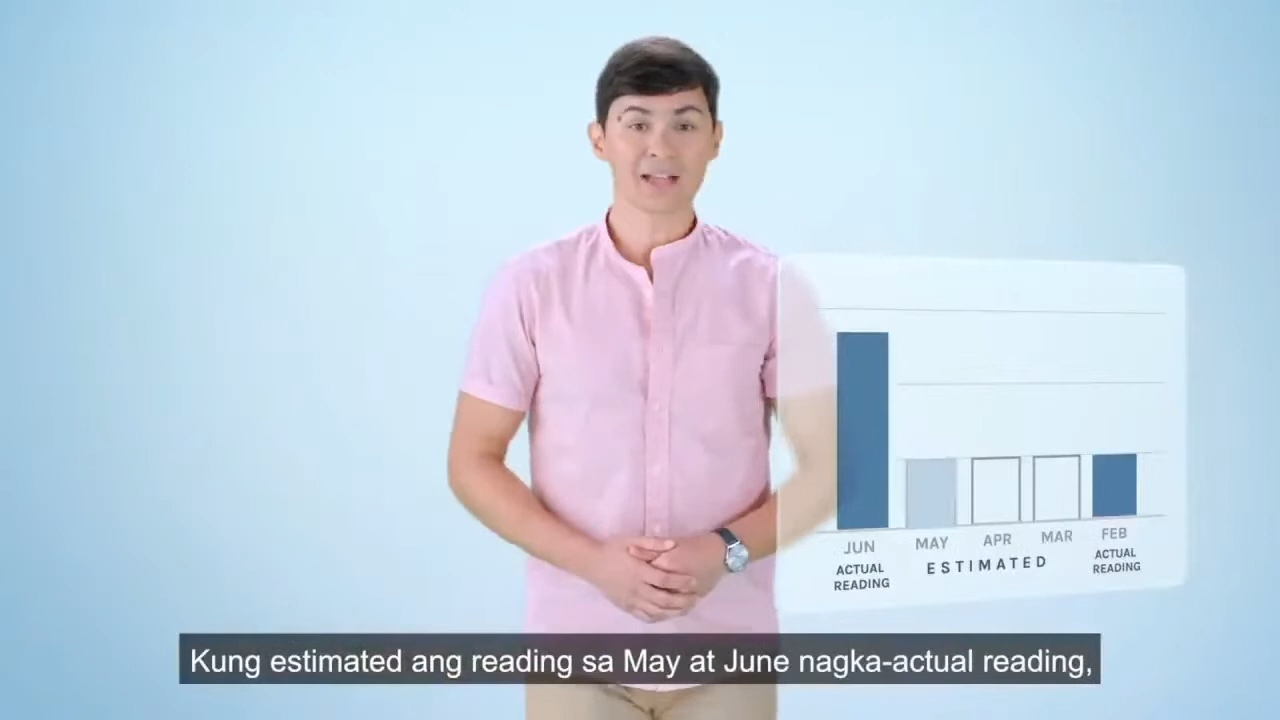 JUN MAY APR MAR FEB
ACTUAL READING ESTIMATED ACTUAL READING
Kung estimated ang reading sa May at June nagka-actual reading,